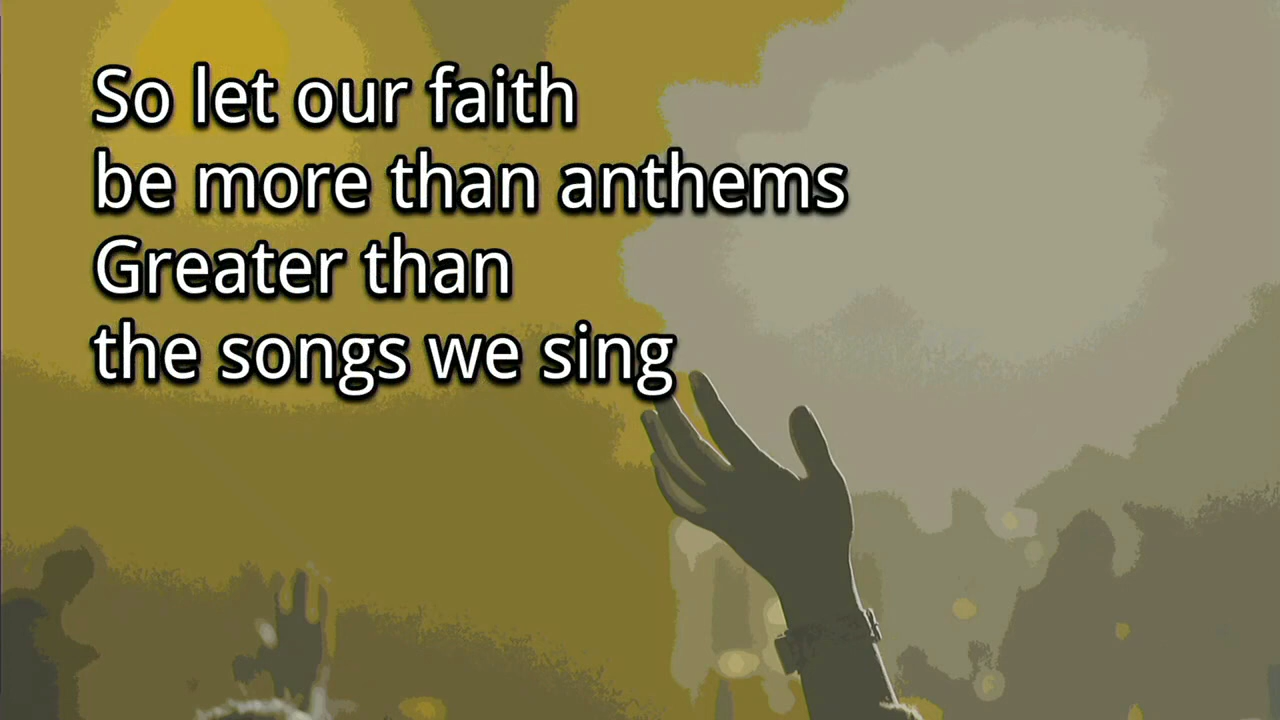 So let our faith
be more than anthems
Greater than
the songs we sing